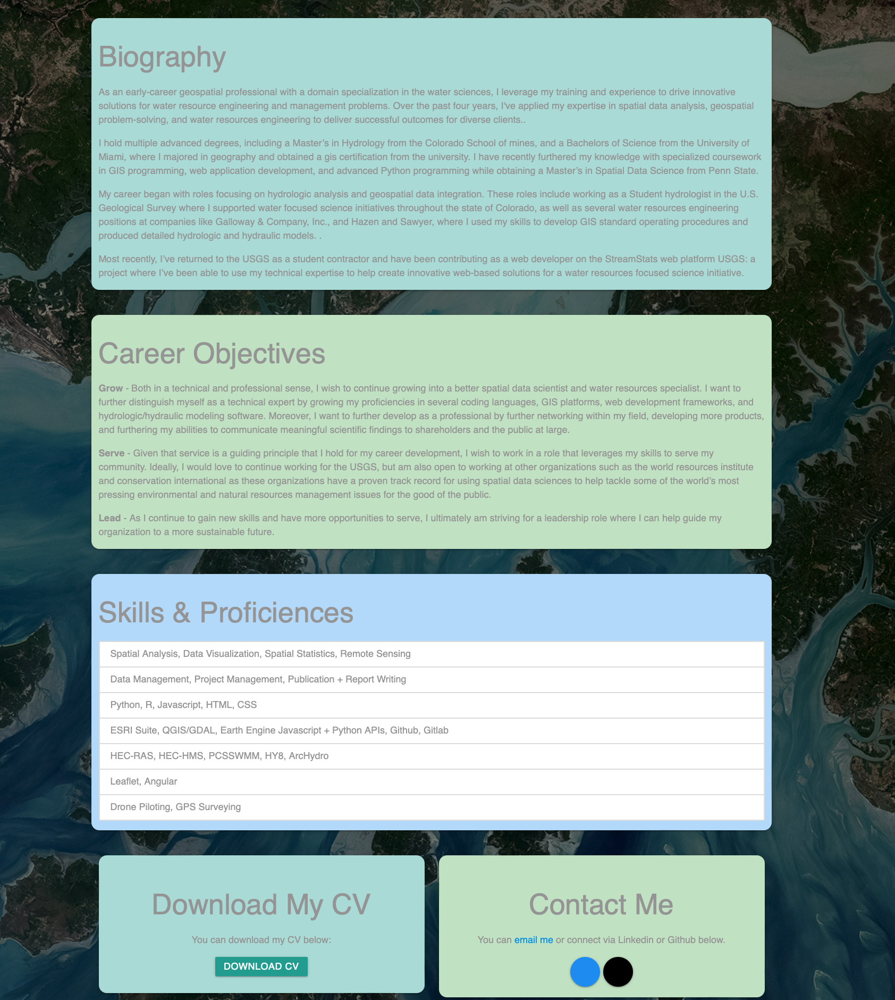 Biography
As an early-career geospatial professional with a domain specialization in the water sciences, I leverage my training and experience to drive innovative
solutions for water resource engineering and management problems. Over the past four years, I've applied my expertise in spatial data analysis, geospatial
problem-solving, and water resources engineering to deliver successful outcomes for diverse clients..
I hold multiple advanced degrees, including a Master’s in Hydrology from the Colorado School of mines, and a Bachelors of Science from the University of
Miami, where I majored in geography and obtained a gis certification from the university. I have recently furthered my knowledge with specialized coursework
in GIS programming, web application development, and advanced Python programming while obtaining a Master’s in Spatial Data Science from Penn State.
My career began with roles focusing on hydrologic analysis and geospatial data integration. These roles include working as a Student hydrologist in the U.S.
Geological Survey where I supported water focused science initiatives throughout the state of Colorado, as well as several water resources engineering
positions at companies like Galloway & Company, Inc., and Hazen and Sawyer, where I used my skills to develop GIS standard operating procedures and
produced detailed hydrologic and hydraulic models. .
Most recently, I’ve returned to the USGS as a student contractor and have been contributing as a web developer on the StreamStats web platform USGS: a
project where I’ve been able to use my technical expertise to help create innovative web-based solutions for a water resources focused science initiative.
Career Objectives
Grow - Both in a technical and professional sense, I wish to continue growing into a better spatial data scientist and water resources specialist. I want to
further distinguish myself as a technical expert by growing my proficiencies in several coding languages, GIS platforms, web development frameworks, and
hydrologic/hydraulic modeling software. Moreover, I want to further develop as a professional by further networking within my field, developing more products,
and furthering my abilities to communicate meaningful scientific findings to shareholders and the public at large.
Serve - Given that service is a guiding principle that I hold for my career development, I wish to work in a role that leverages my skills to serve my
community. Ideally, I would love to continue working for the USGS, but am also open to working at other organizations such as the world resources institute
and conservation international as these organizations have a proven track record for using spatial data sciences to help tackle some of the world’s most
pressing environmental and natural resources management issues for the good of the public.
Lead - As I continue to gain new skills and have more opportunities to serve, I ultimately am striving for a leadership role where I can help guide my
organization to a more sustainable future.
Skills & Proficiences
Spatial Analysis, Data Visualization, Spatial Statistics, Remote Sensing
Data Management, Project Management, Publication + Report Writing
Python, R, Javascript, HTML, CSS
ESRI Suite, QGIS/GDAL, Earth Engine Javascript + Python APIs, Github, Gitlab
HEC-RAS, HEC-HMS, PCSSWMM, HY8, ArcHydro
Leaflet, Angular
Drone Piloting, GPS Surveying
Download My CV
You can download my CV below:
DOWNLOAD CV
Contact Me
You can email me or connect via Linkedin or Github below.